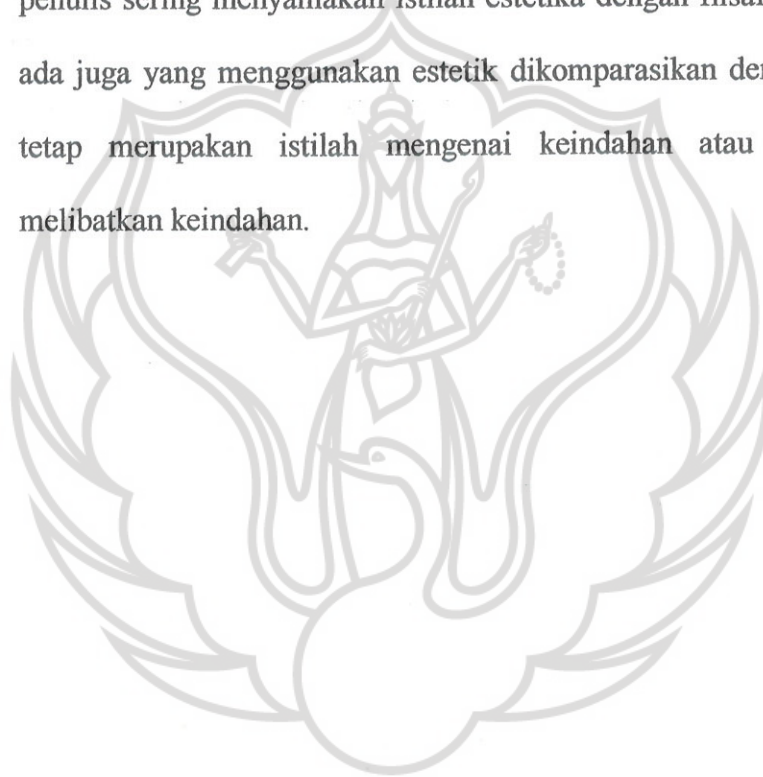 penulis sering menyamakan istilah estetika dengan
ada juga yang menggunakan estetik dikomparasikan
tetap merupakan istilah mengenai keindahan atau
melibatkan keindahan.